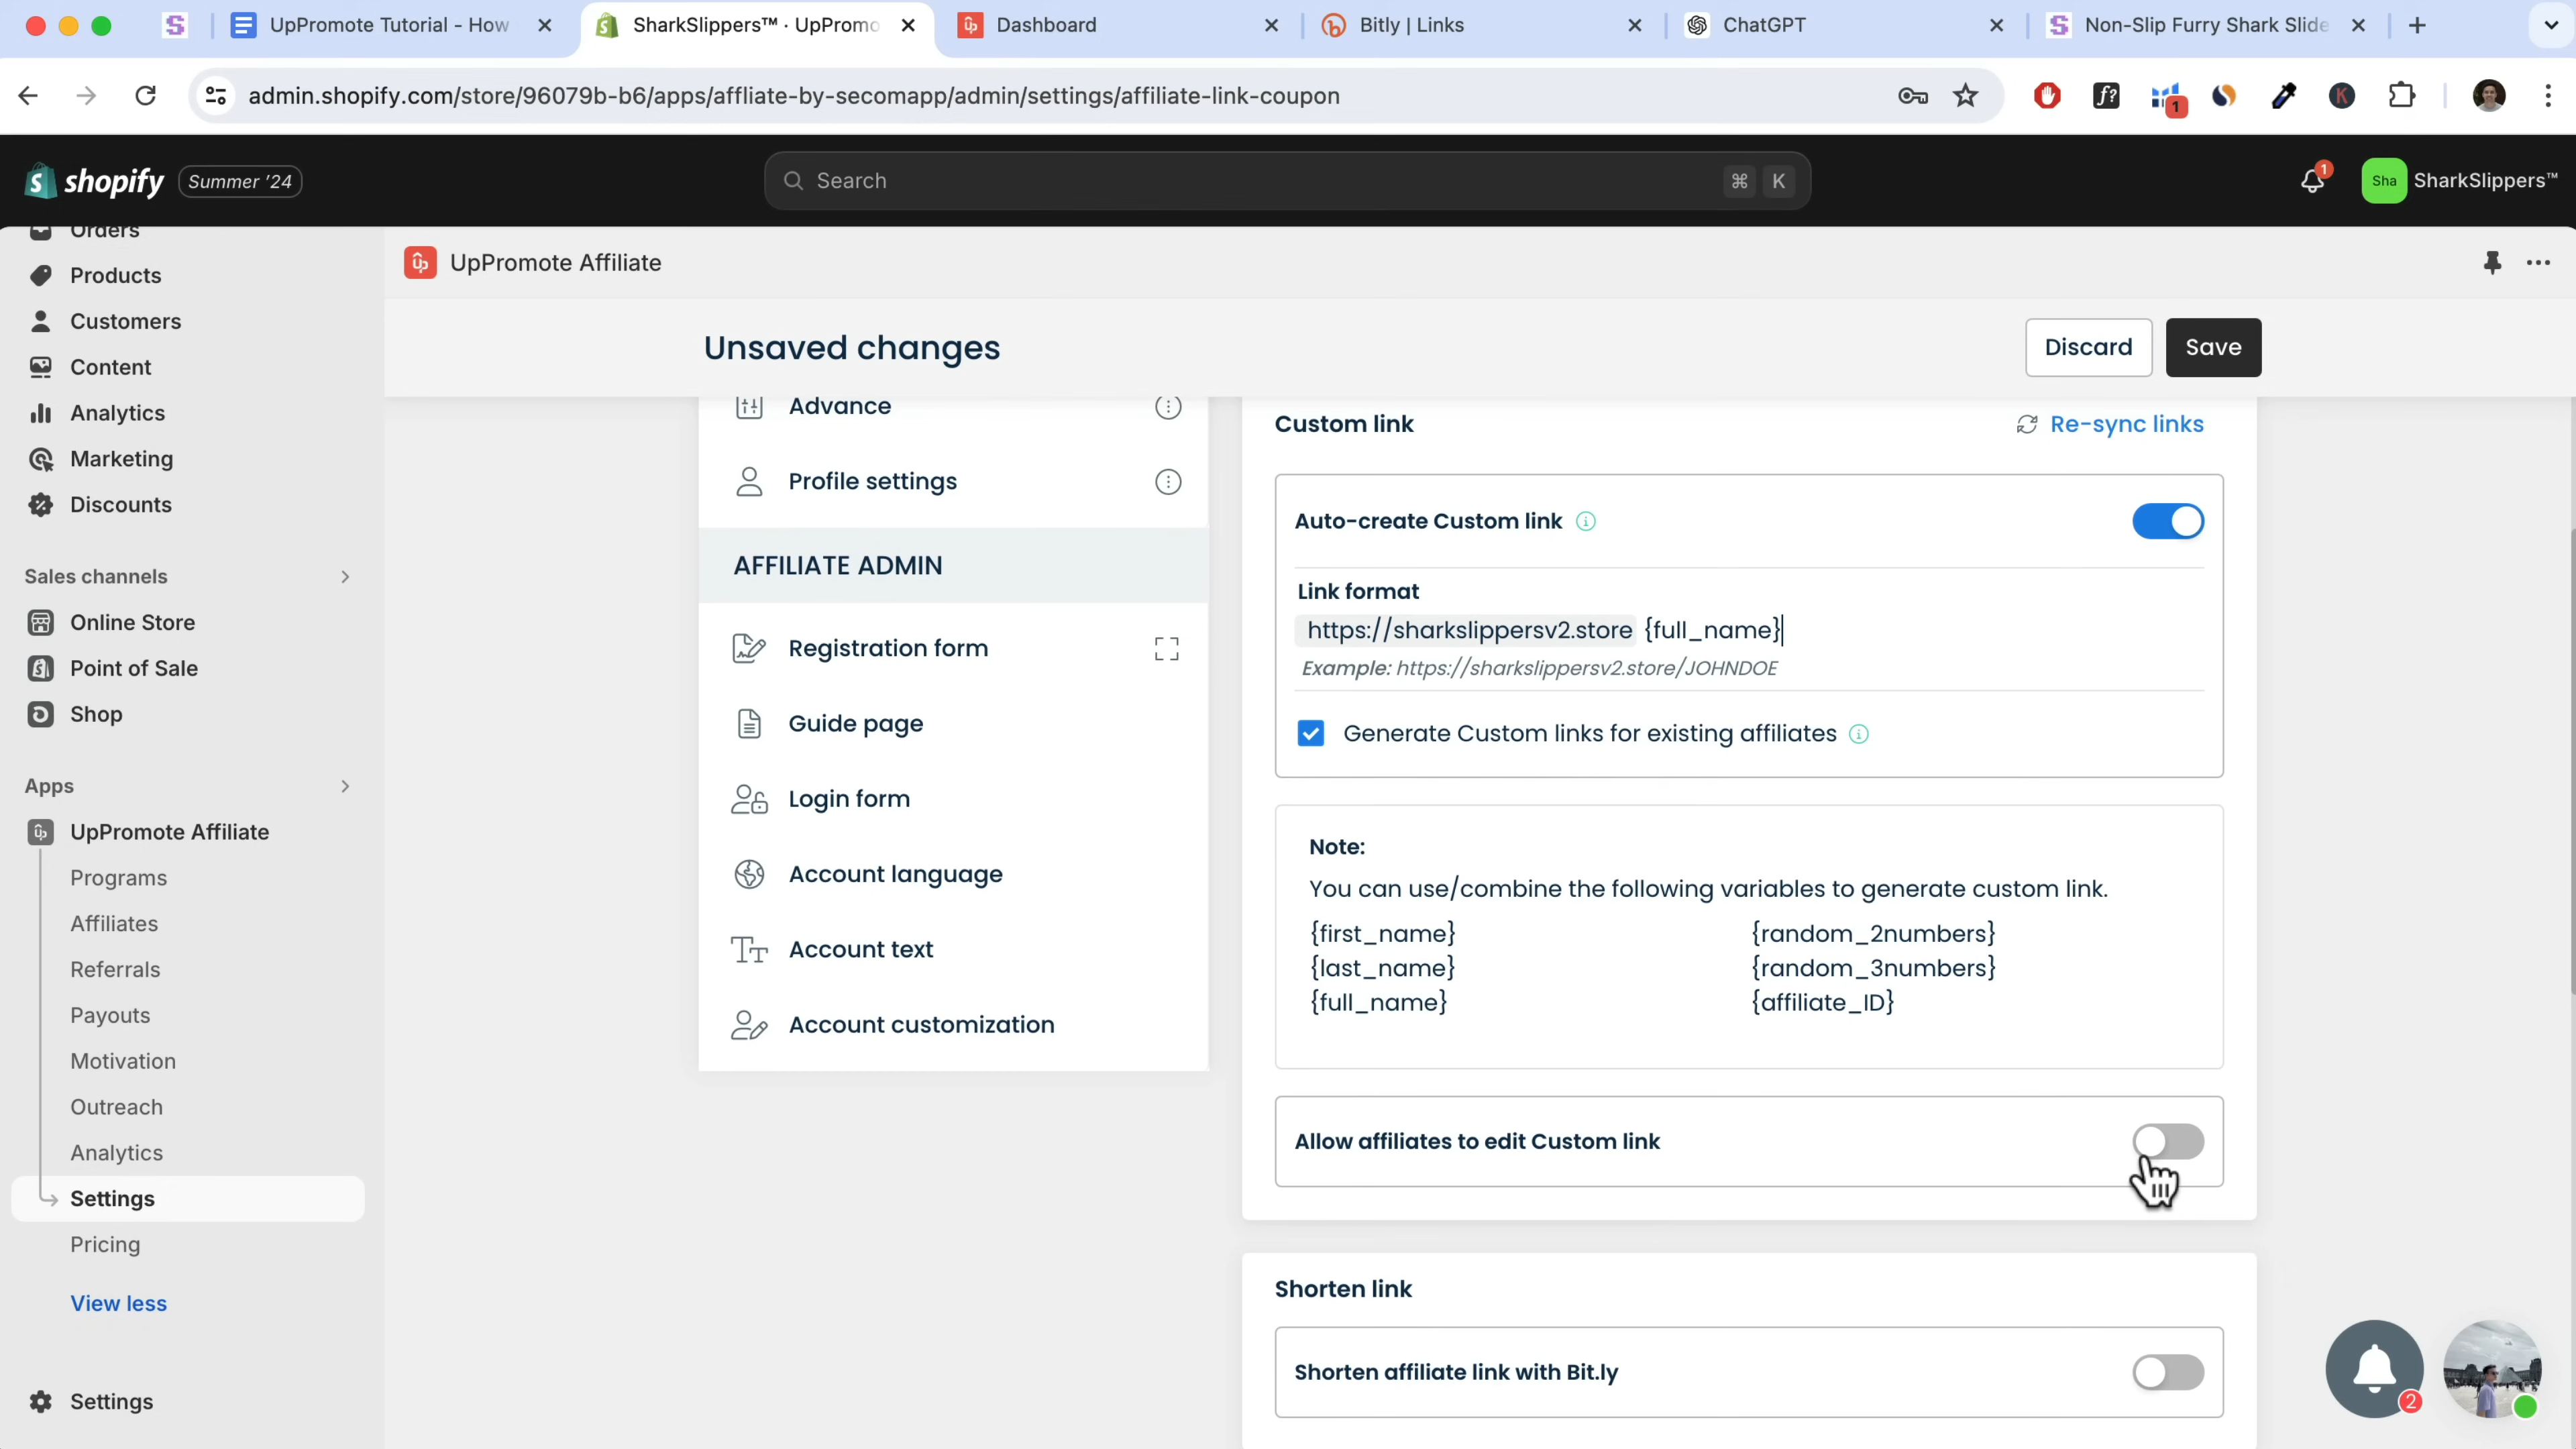 UpPromote Tutorial - How
SharkSlippers™ · UpPromo
Dashboard
Bitly | Links
ChatGPT
Non-Slip Furry Shark Slide
admin.shopify.com/store/96079b-b6/apps/affliate-by-secomapp/admin/settings/affiliate-link-coupon
f?
1
K
shopify
Summer '24
Search
⌘ K
1
Sha
SharkSlippers™
Orders
Products
Customers
Content
Analytics
Marketing
Discounts
Sales channels
Online Store
Point of Sale
Shop
Apps
UpPromote Affiliate
Programs
Affiliates
Referrals
Payouts
Motivation
Outreach
Analytics
Settings
Pricing
View less
Settings
UpPromote Affiliate
Unsaved changes
Discard
Save
Advance
Profile settings
AFFILIATE ADMIN
Registration form
Guide page
Login form
Account language
Account text
Account customization
Custom link
Re-sync links
Auto-create Custom link
Link format
https://sharkslippersv2.store {full_name}
Example: https://sharkslippersv2.store/JOHNDOE
Generate Custom links for existing affiliates
Note:
You can use/combine the following variables to generate custom link.
{first_name} {random_2numbers}
{last_name} {random_3numbers}
{full_name} {affiliate_ID}
Allow affiliates to edit Custom link
Shorten link
Shorten affiliate link with Bit.ly
2